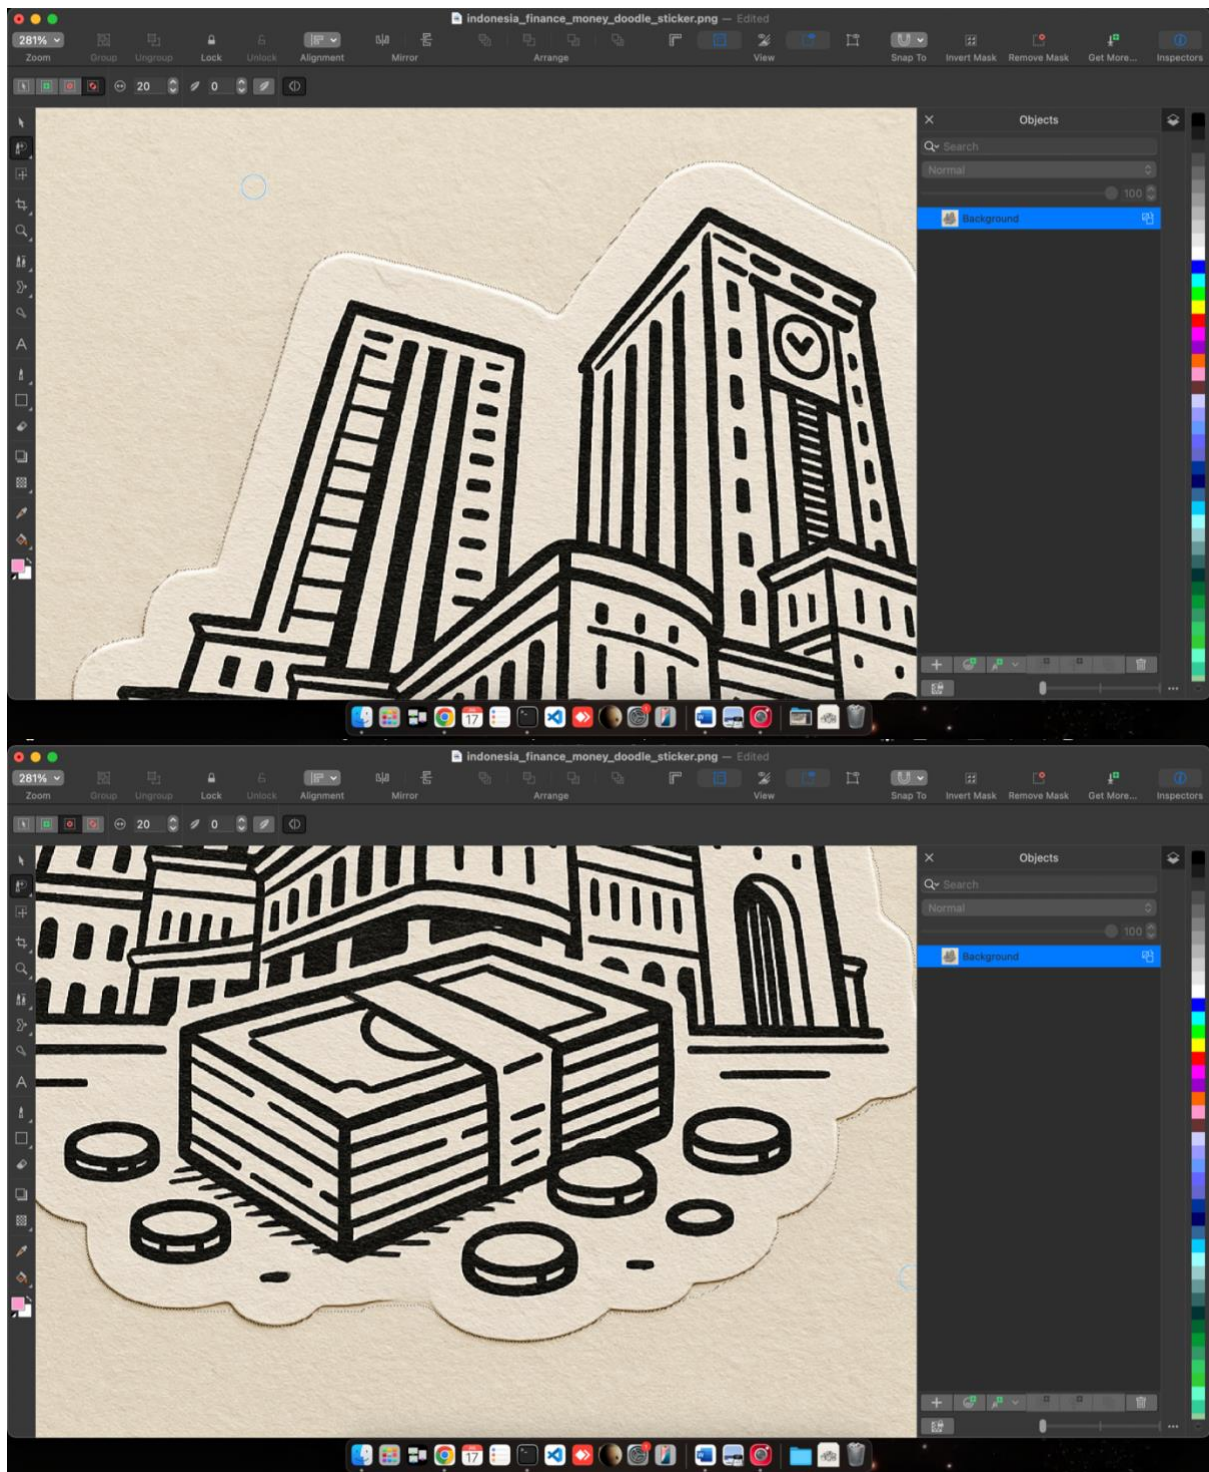 indonesia_finance_money_doodle_sticker.png — Edited
281%
Zoom Group Ungroup Lock Unlock Alignment Mirror Arrange View Snap To Invert Mask Remove Mask Get More... Inspectors
20 0
Objects
Search
Normal
100
Background
17
indonesia_finance_money_doodle_sticker.png — Edited
281%
Zoom Group Ungroup Lock Unlock Alignment Mirror Arrange View Snap To Invert Mask Remove Mask Get More... Inspectors
20 0
Objects
Search
Normal
100
Background
17